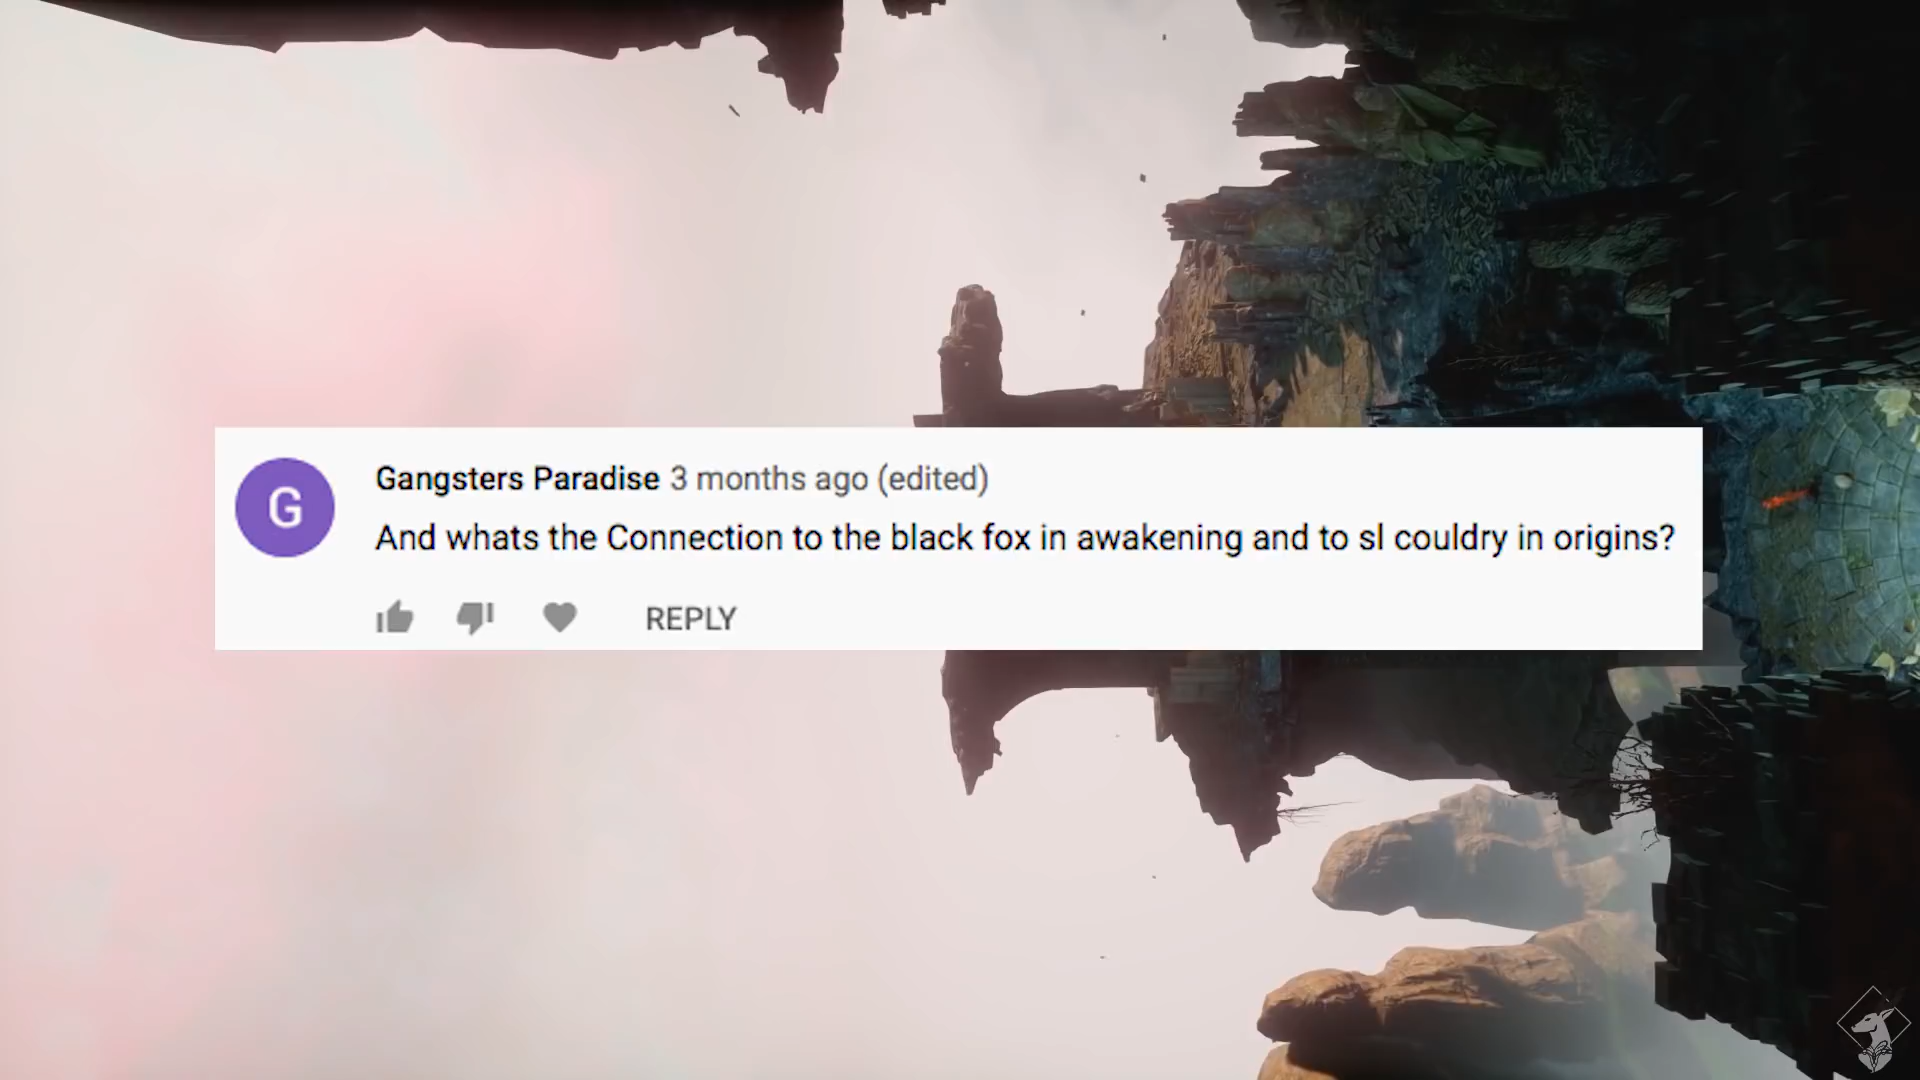 G
Gangsters Paradise 3 months ago (edited)
And whats the Connection to the black fox in awakening and to sl couldry in origins?
REPLY